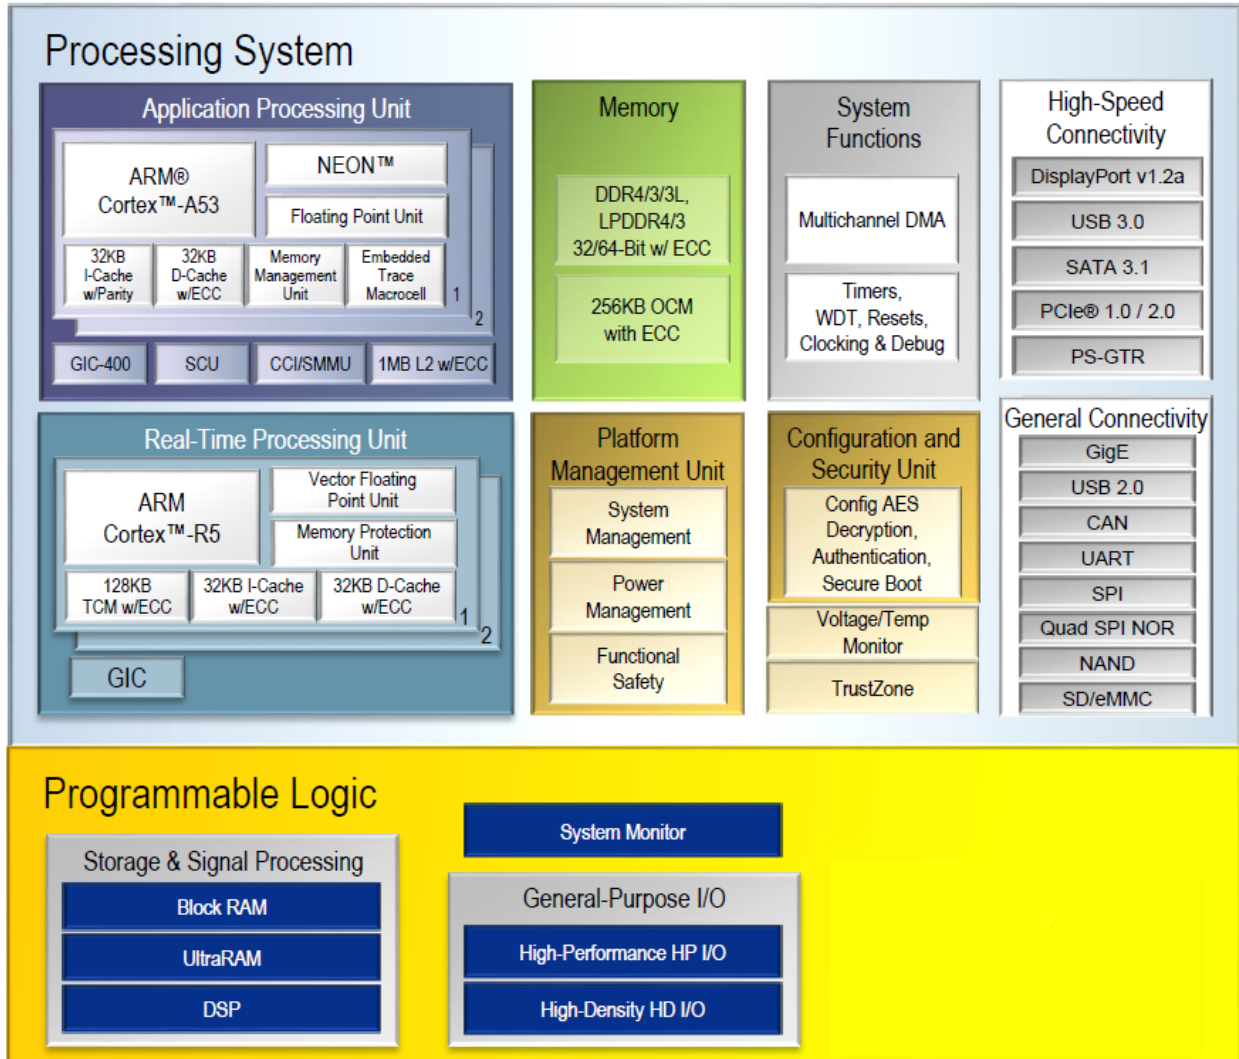 Processing System
Application Processing Unit
ARM®
Cortex™-A53
NEON™
Floating Point Unit
32KB
I-Cache
w/Parity
32KB
D-Cache
w/ECC
Memory
Management
Unit
Embedded
Trace
Macrocell
1
2
GIC-400
SCU
CCI/SMMU
1MB L2 w/ECC
Memory
DDR4/3/3L,
LPDDR4/3
32/64-Bit w/ ECC
256KB OCM
with ECC
System
Functions
Multichannel DMA
Timers,
WDT, Resets,
Clocking & Debug
High-Speed
Connectivity
DisplayPort v1.2a
USB 3.0
SATA 3.1
PCIe® 1.0 / 2.0
PS-GTR
Real-Time Processing Unit
ARM
Cortex™-R5
Vector Floating
Point Unit
Memory Protection
Unit
128KB
TCM w/ECC
32KB I-Cache
w/ECC
32KB D-Cache
w/ECC
1
2
GIC
Platform
Management Unit
System
Management
Power
Management
Functional
Safety
Configuration and
Security Unit
Config AES
Decryption,
Authentication,
Secure Boot
Voltage/Temp
Monitor
TrustZone
General Connectivity
GigE
USB 2.0
CAN
UART
SPI
Quad SPI NOR
NAND
SD/eMMC
Programmable Logic
Storage & Signal Processing
Block RAM
UltraRAM
DSP
System Monitor
General-Purpose I/O
High-Performance HP I/O
High-Density HD I/O